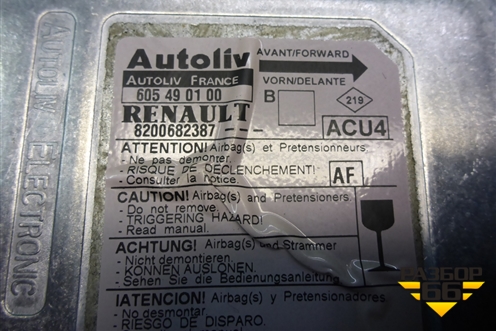 AUTOLIV ELECTRONIC
Autoliv
AUTOLIV FRANCE
605 49 01 00
RENAULT
8200682387 - - -
AVANT/FORWARD
VORN/DELANTE
B
219
ACU4
ATTENTION! Airbag(s) et Pretensionneurs.
- Ne pas demonter.
- RISQUE DE DECLENCHEMENT!
- Consulter la notice.
AF
CAUTION! Airbag(s) and Pretensioners
- Do not remove.
- TRIGGERING HAZARD!
- Read manual.
ACHTUNG! Airbag(s) und Strammer
- Nicht demontieren.
- KONNEN AUSLOSEN.
- Sehen Sie die Bedienungsanleitung.
!ATENCION! Airbag(s) y Pretensadores
- No desmontar
- RIESGO DE DISPARO.
РАЗБОР
66